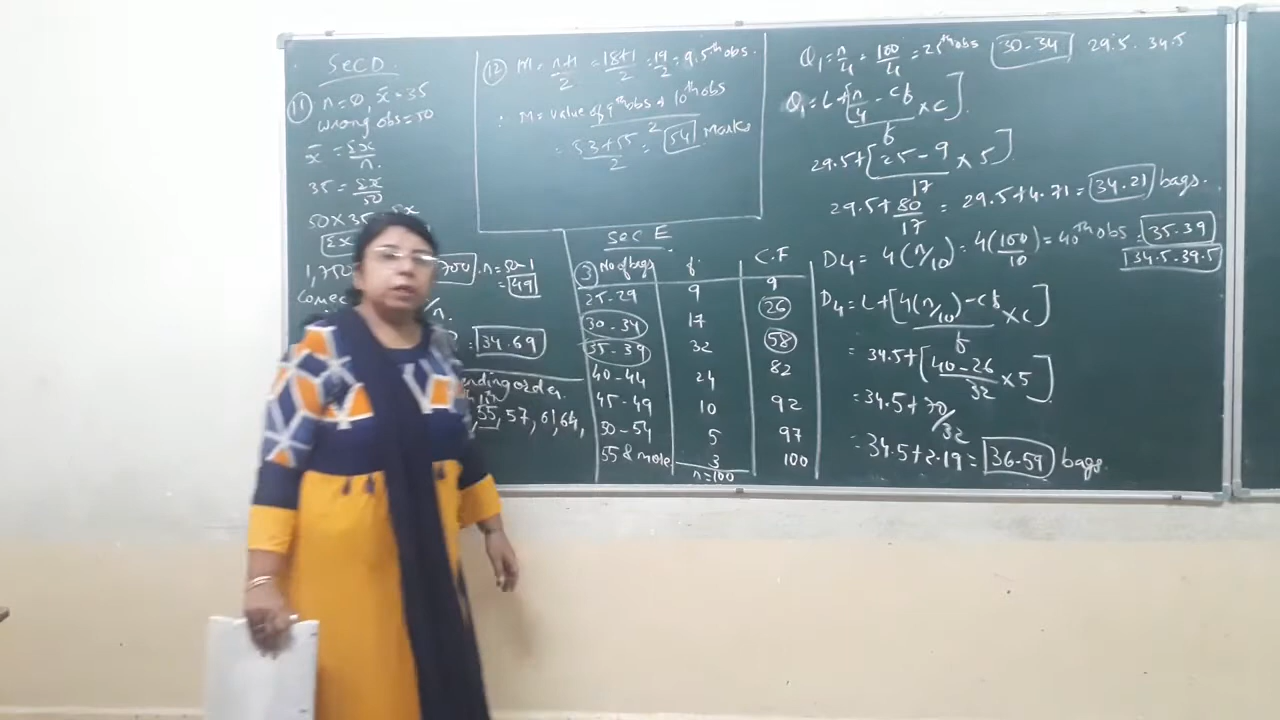 Sec D
11 n = 0, x̄ = 35
wrong obs = 50
x̄ = Σx/n.
35 = Σx/50
50 × 35
1,750
n = 50-1
= 49
34.69
ending order
55, 57, 61, 64,
12 M = n+1/2 = 18+1/2 = 19/2 = 9.5th obs.
∴ M = value of 9th obs + 10th obs
2
= 53+55/2 = 54 Marks
Sec E
3 No of bags f C.F
25-29 9 9
30-34 17 26
35-39 32 58
40-44 24 82
45-49 10 92
50-54 5 97
55 & more 3 100
n=100
Q1 = n/4 = 100/4 = 25th obs 30-34 29.5. 34.5
Q1 = L+[n/4 - cf/f × c]
29.5+[25-9/17 × 5]
29.5+80/17 = 29.5+4.71 = 34.21 bags.
D4 = 4(n/10) = 4(100/10) = 40th obs = 35.39
34.5-39.5
D4 = L+[4(n/10)-cf/f × c]
= 34.5+[40-26/32 × 5]
= 34.5+70/32
= 34.5+2.19 = 36.59 bags.